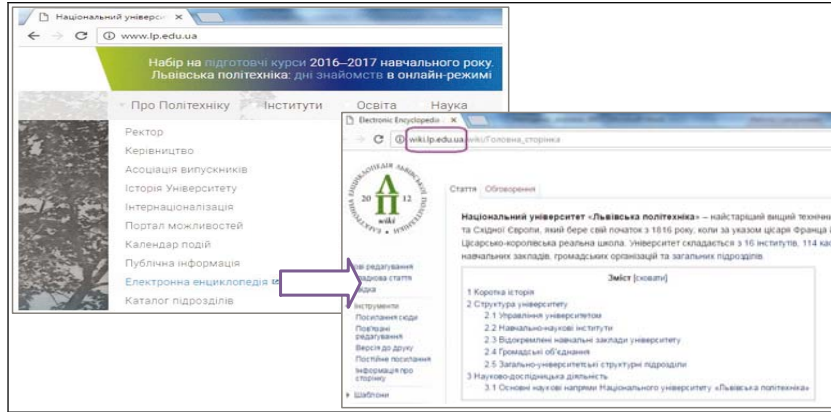 Національний універси ×
www.lp.edu.ua
Набір на підготовчі курси 2016–2017 навчального року.
Львівська політехніка: дні знайомств в онлайн-режимі
Про Політехніку Інститути Освіта Наука
Ректор
Керівництво
Асоціація випускників
Історія Університету
Інтернаціоналізація
Портал можливостей
Календар подій
Публічна інформація
Електронна енциклопедія
Каталог підрозділів
Electronic Encyclopedia ×
wiki.lp.edu.ua/wiki/Головна_сторінка
20 12
wiki
Стаття Обговорення
Національний університет «Львівська політехніка» – найстаріший вищий технічн
та Східної Європи, який бере свій початок з 1816 року, коли за указом цісаря Франца І
Цісарсько-королівська реальна школа. Університет складається з 16 інститутів, 114 каф
навчальних закладів, громадських організацій та загальних підрозділів.
Зміст [сховати]
1 Коротка історія
2 Структура університету
2.1 Управління університетом
2.2 Навчально-наукові інститути
2.3 Відокремлені навчальні заклади університету
2.4 Громадські об'єднання
2.5 Загально-університетські структурні підрозділи
3 Науково-дослідницька діяльність
3.1 Основні наукові напрями Національного університету «Львівська політехніка»
ові редагування
адкова стаття
відка
Інструменти
Посилання сюди
Пов'язані
редагування
Версія до друку
Постійне посилання
Інформація про
сторінку
Шаблони